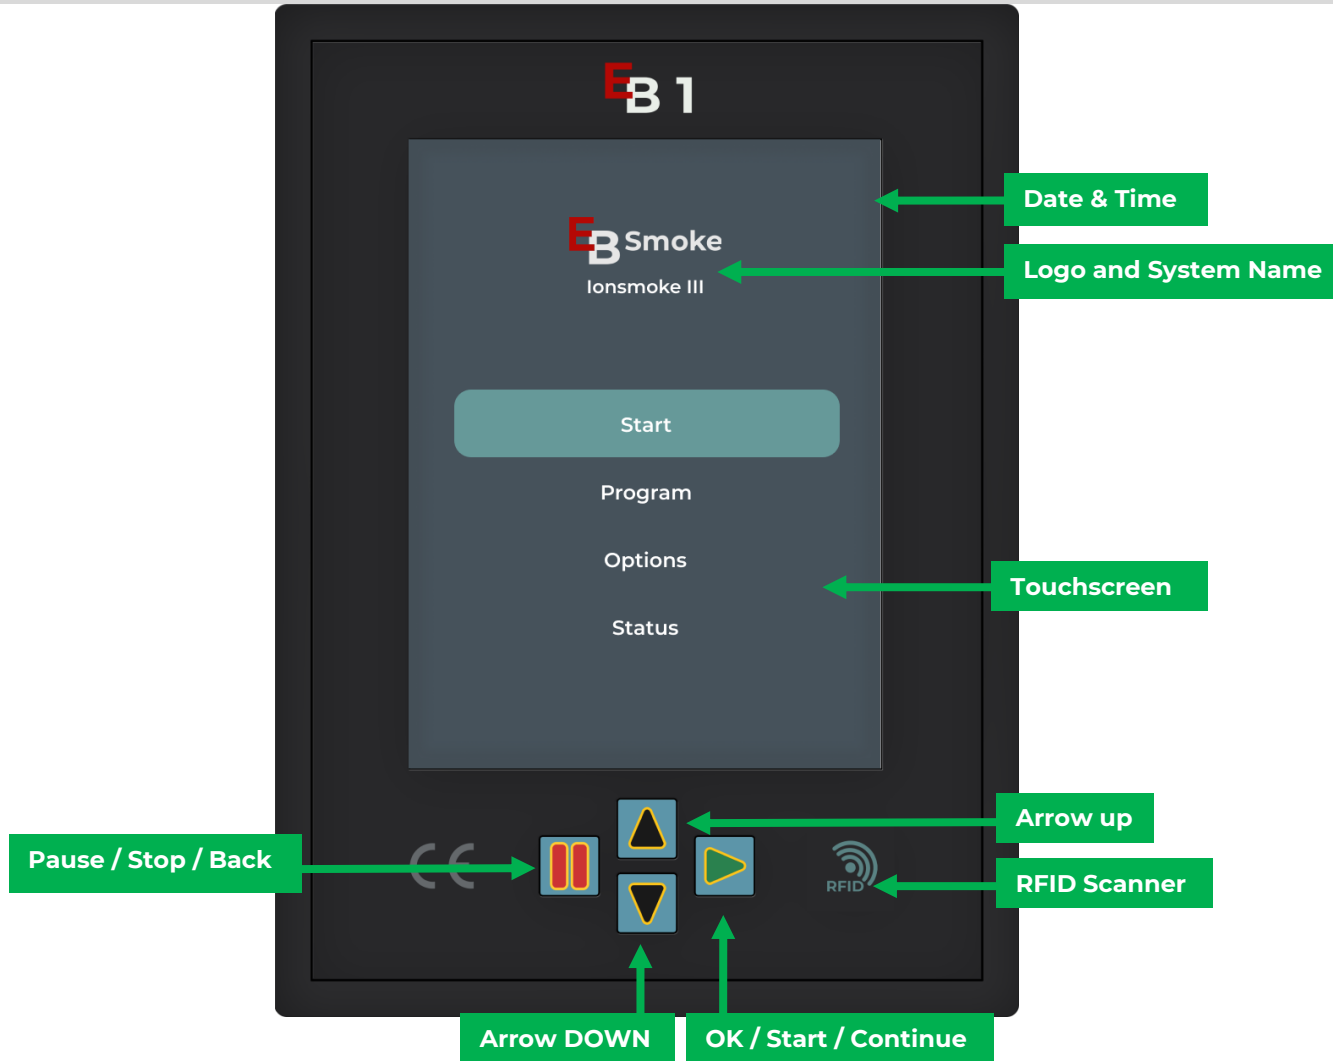 EB 1
Date & Time
EB Smoke
Logo and System Name
Ionsmoke III
Start
Program
Options
Touchscreen
Status
Arrow up
Pause / Stop / Back
CE
RFID
RFID Scanner
Arrow DOWN
OK / Start / Continue